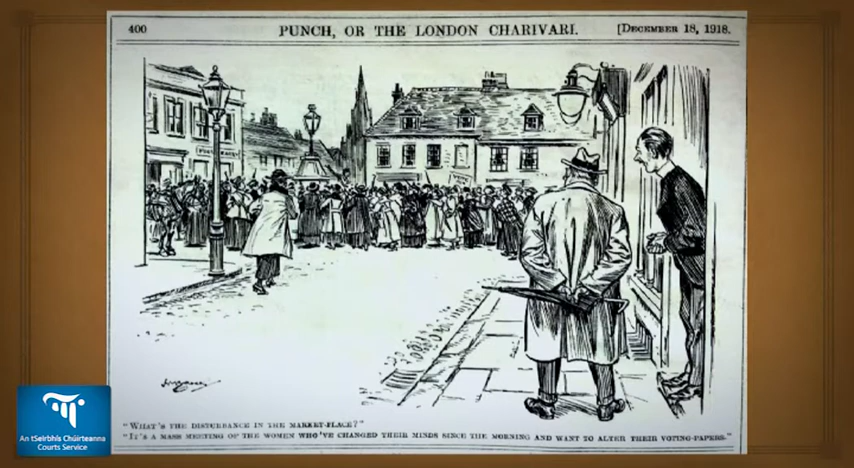 400 PUNCH, OR THE LONDON CHARIVARI. [DECEMBER 18, 1918.
"WHAT'S THE DISTURBANCE IN THE MARKET-PLACE?"
"IT'S A MASS MEETING OF THE WOMEN WHO'VE CHANGED THEIR MINDS SINCE THE MORNING AND WANT TO ALTER THEIR VOTING-PAPERS."
An tSeirbhís Chúirteanna
Courts Service